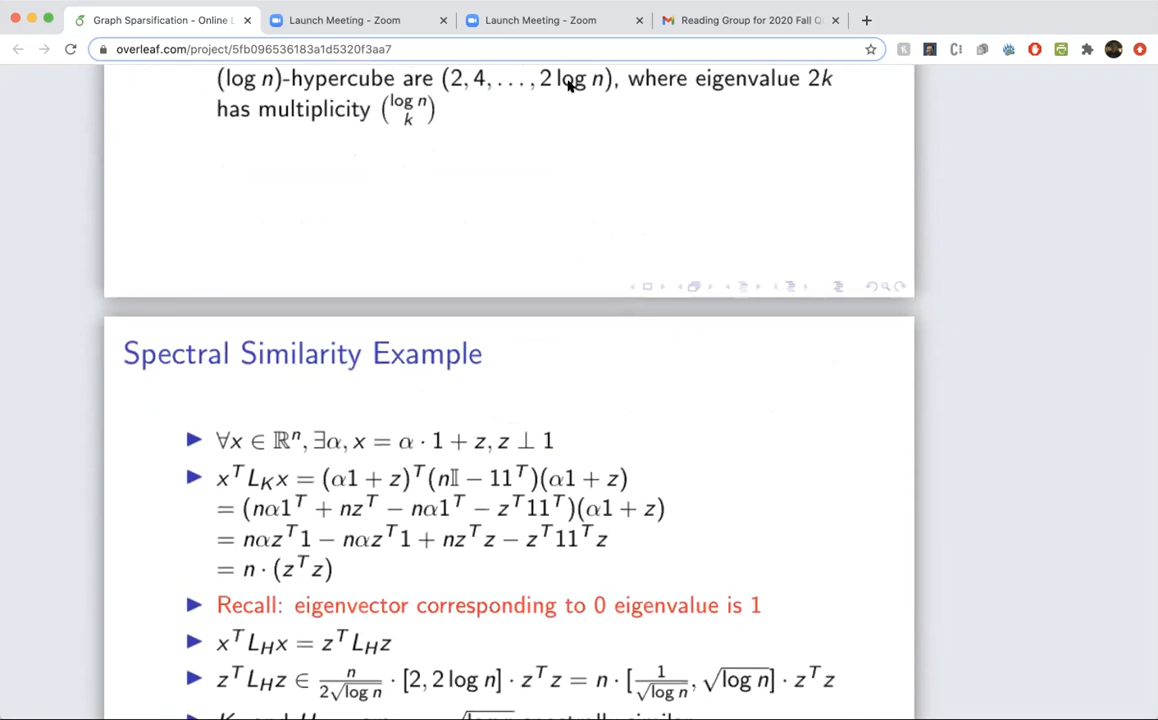 Graph Sparsification - Online L
Launch Meeting - Zoom
Launch Meeting - Zoom
Reading Group for 2020 Fall Q
overleaf.com/project/5fb096536183a1d5320f3aa7
(log n)-hypercube are (2, 4, . . . , 2 log n), where eigenvalue 2k
has multiplicity (log n k)
Spectral Similarity Example
∀x ∈ ℝⁿ, ∃α, x = α · 1 + z, z ⊥ 1
xᵀL_K x = (α1 + z)ᵀ(n𝕀 − 11ᵀ)(α1 + z)
= (nα1ᵀ + nzᵀ − nα1ᵀ − zᵀ11ᵀ)(α1 + z)
= nαzᵀ1 − nαzᵀ1 + nzᵀz − zᵀ11ᵀz
= n · (zᵀz)
Recall: eigenvector corresponding to 0 eigenvalue is 1
xᵀL_H x = zᵀL_H z
zᵀL_H z ∈ n/(2√log n) · [2, 2 log n] · zᵀz = n · [1/√log n, √log n] · zᵀz